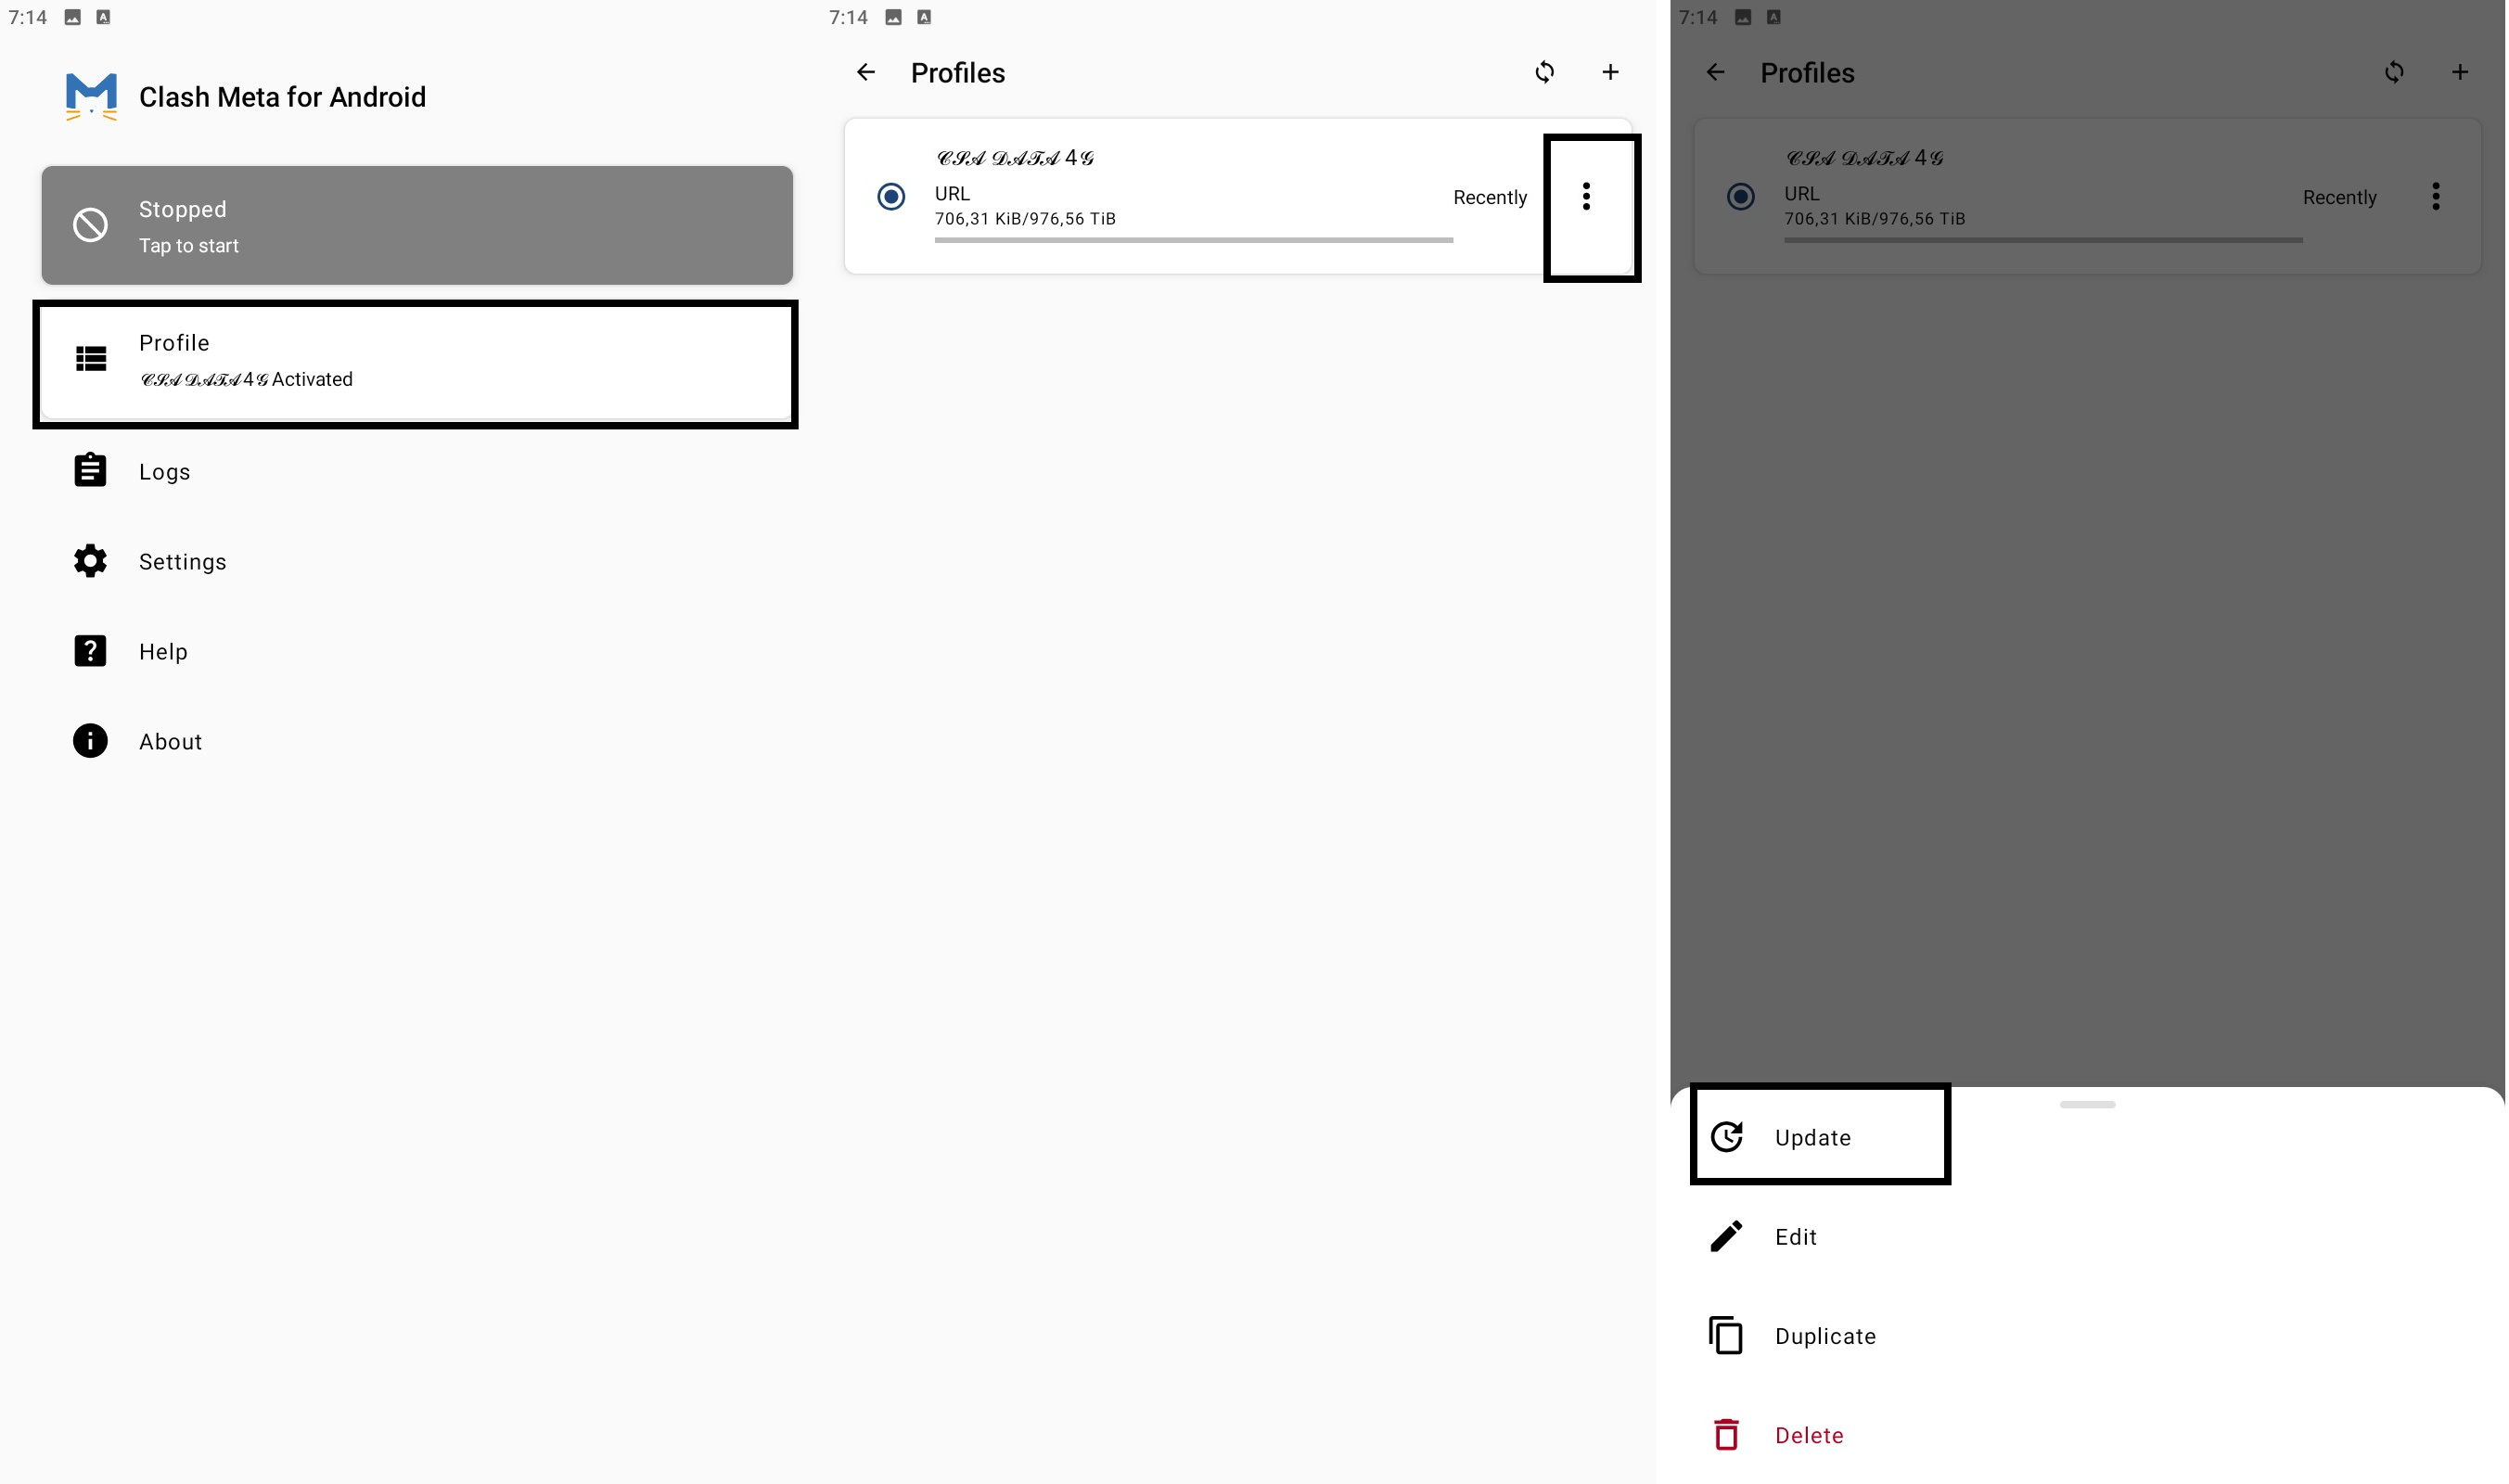 7:14
Clash Meta for Android
Stopped
Tap to start
Profile
𝒞𝒮𝒜 𝒟𝒜𝒯𝒜 4𝒢 Activated
Logs
Settings
Help
About
7:14
Profiles
𝒞𝒮𝒜 𝒟𝒜𝒯𝒜 4𝒢
URL
706,31 KiB/976,56 TiB
Recently
7:14
Profiles
𝒞𝒮𝒜 𝒟𝒜𝒯𝒜 4𝒢
URL
706,31 KiB/976,56 TiB
Recently
Update
Edit
Duplicate
Delete